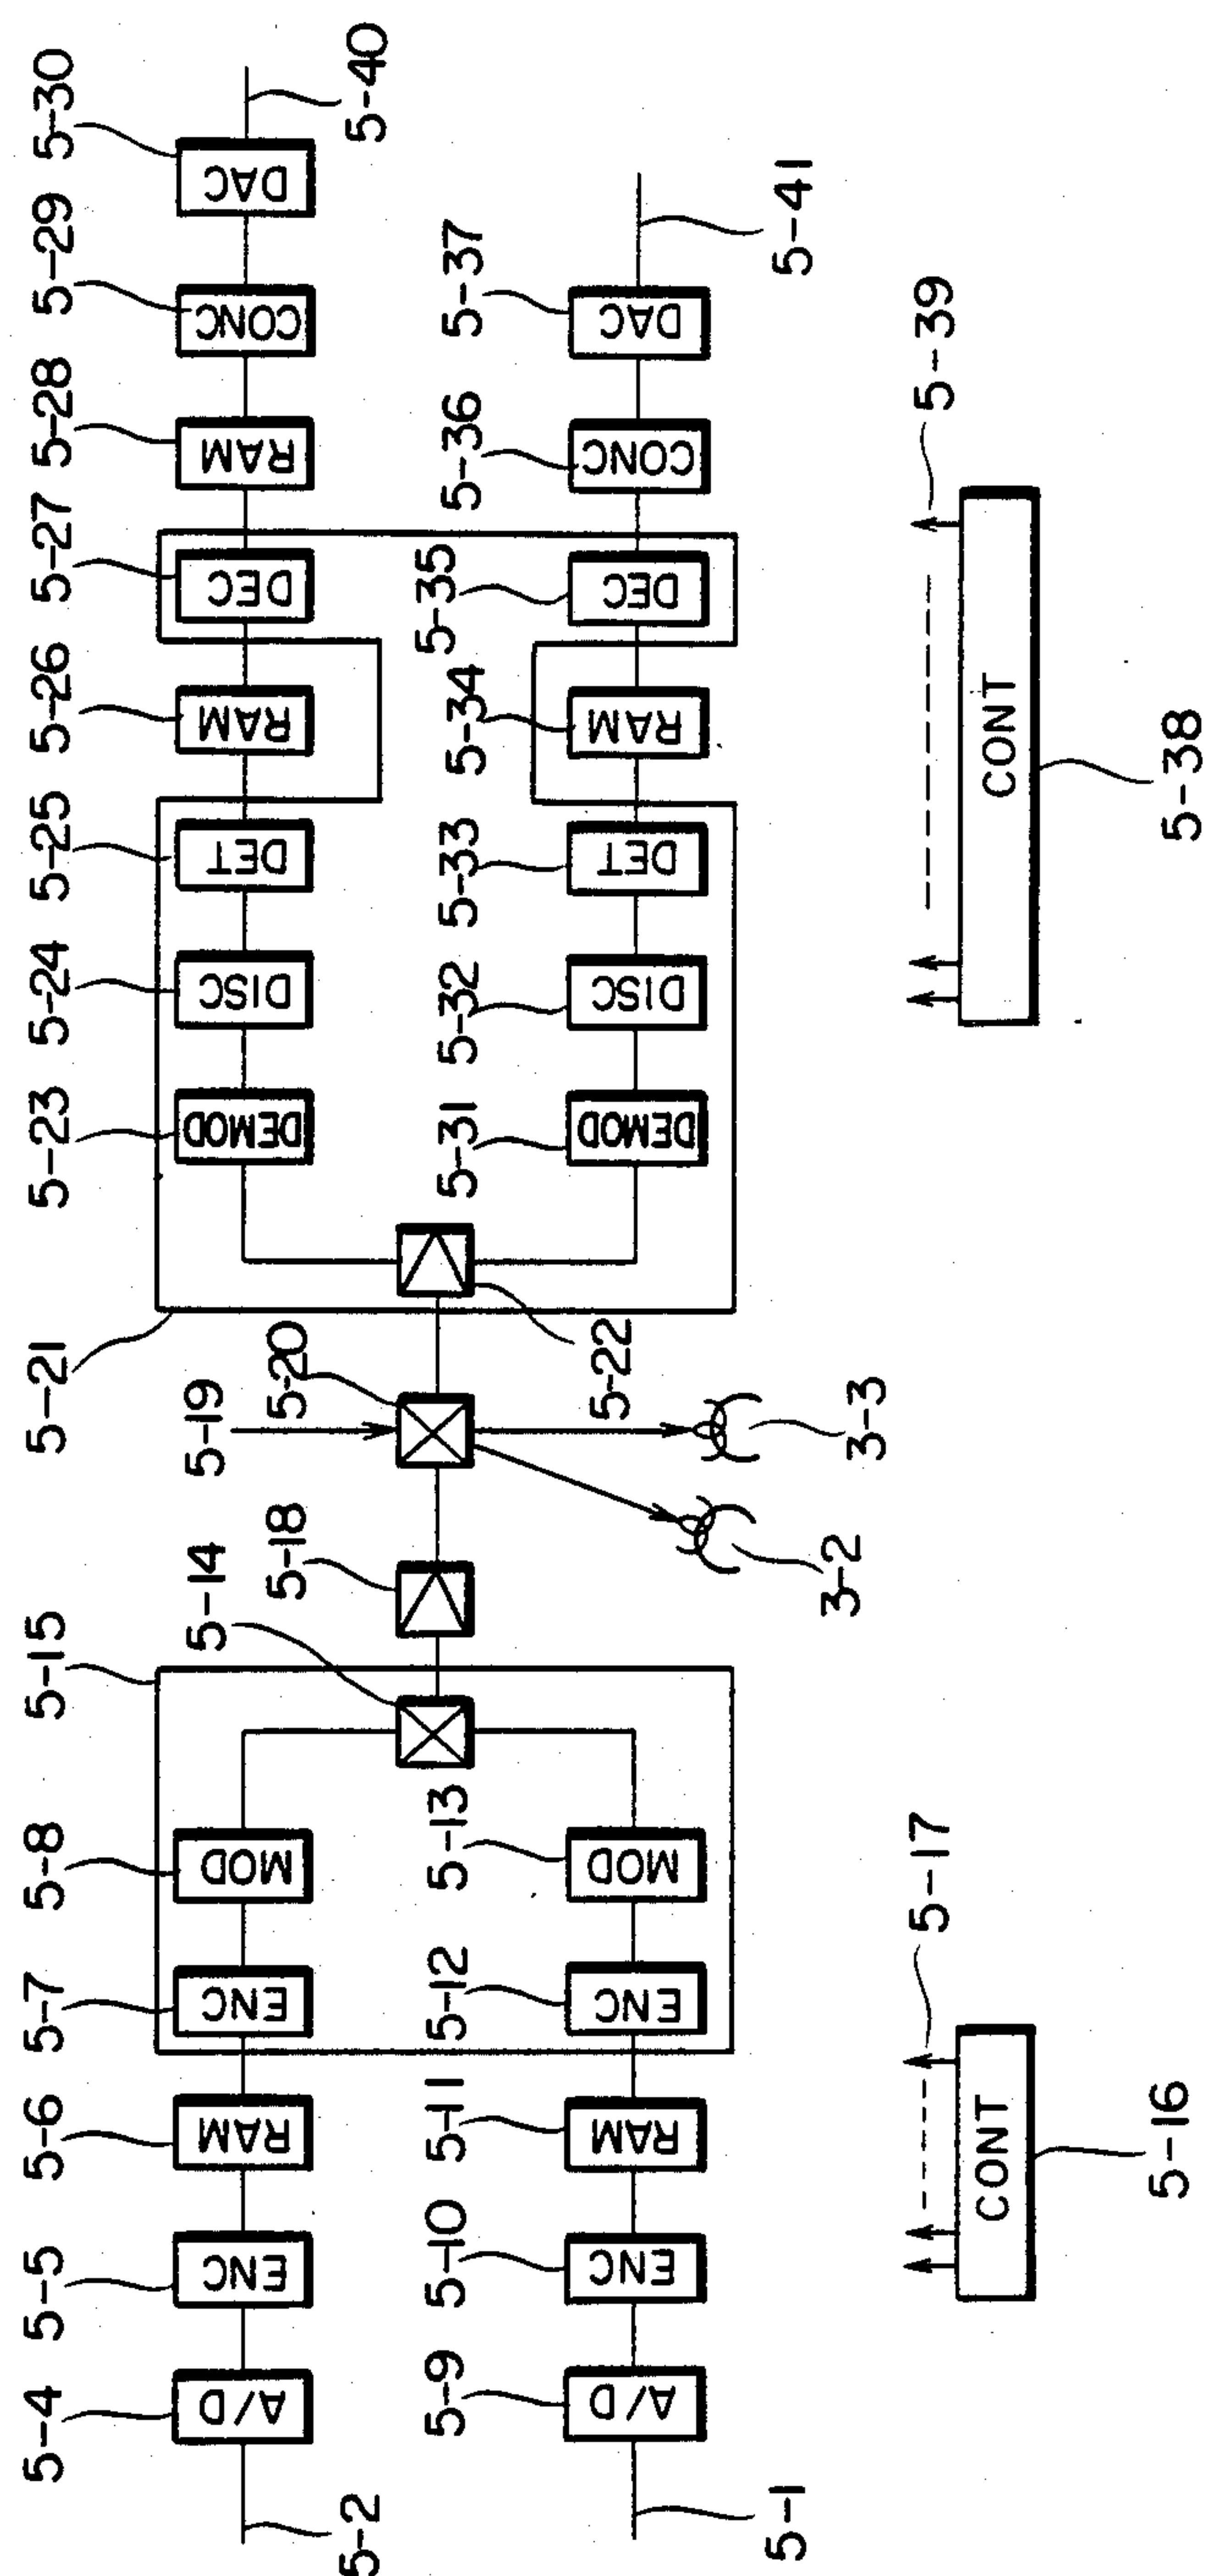 5-4
5-5
5-6
5-7
5-8
5-15
5-14
5-18
5-19
5-20
5-21
5-23
5-24
5-25
5-26
5-27
5-28
5-29
5-30
A/D
ENC
RAM
ENC
MOD
DEMOD
DISC
DET
RAM
DEC
RAM
CONC
DAC
5-2
5-40
5-9
5-10
5-11
5-12
5-13
5-22
5-31
5-32
5-33
5-34
5-35
5-36
5-37
A/D
ENC
RAM
ENC
MOD
DEMOD
DISC
DET
RAM
DEC
CONC
DAC
5-1
3-2
3-3
5-41
5-17
5-39
CONT
CONT
5-16
5-38